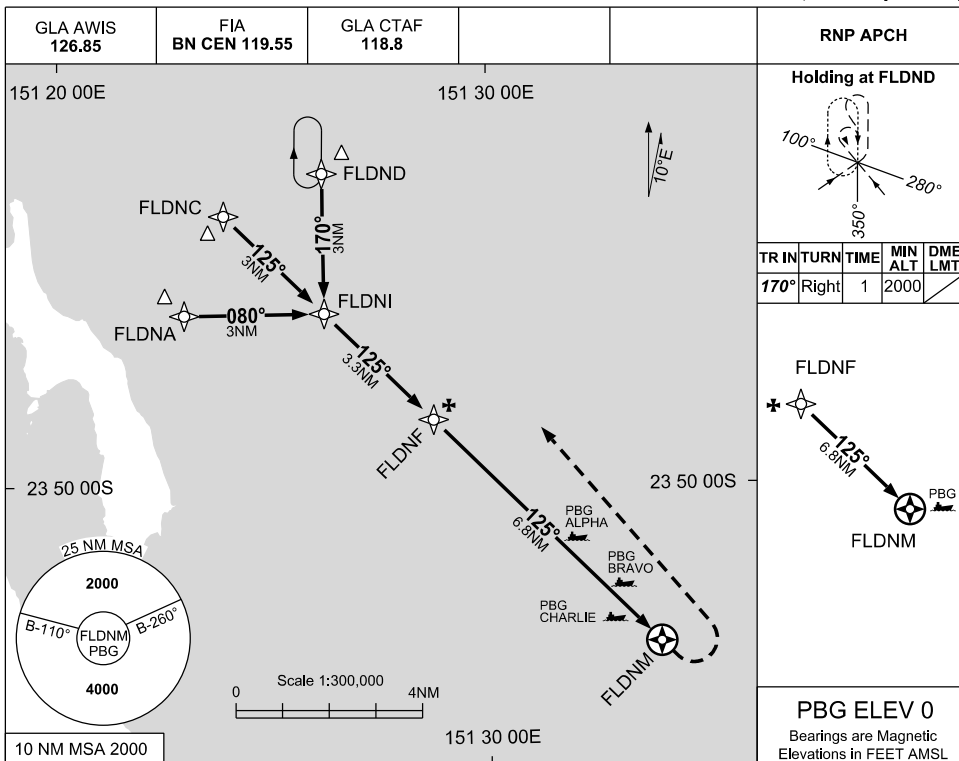 GLA AWIS
126.85
FIA
BN CEN 119.55
GLA CTAF
118.8
RNP APCH
151 20 00E
151 30 00E
10°E
FLDND
FLDNC
170°
3NM
125°
3NM
FLDNI
FLDNA
080°
3NM
125°
3.3NM
FLDNF
23 50 00S
23 50 00S
125°
6.8NM
PBG
ALPHA
PBG
BRAVO
PBG
CHARLIE
FLDNM
25 NM MSA
2000
B-110°
B-260°
FLDNM
PBG
4000
10 NM MSA 2000
Scale 1:300,000
0
4NM
151 30 00E
Holding at FLDND
100°
280°
350°
TR IN TURN TIME MIN ALT DME LMT
170° Right 1 2000
FLDNF
125°
6.8NM
PBG
FLDNM
PBG ELEV 0
Bearings are Magnetic
Elevations in FEET AMSL